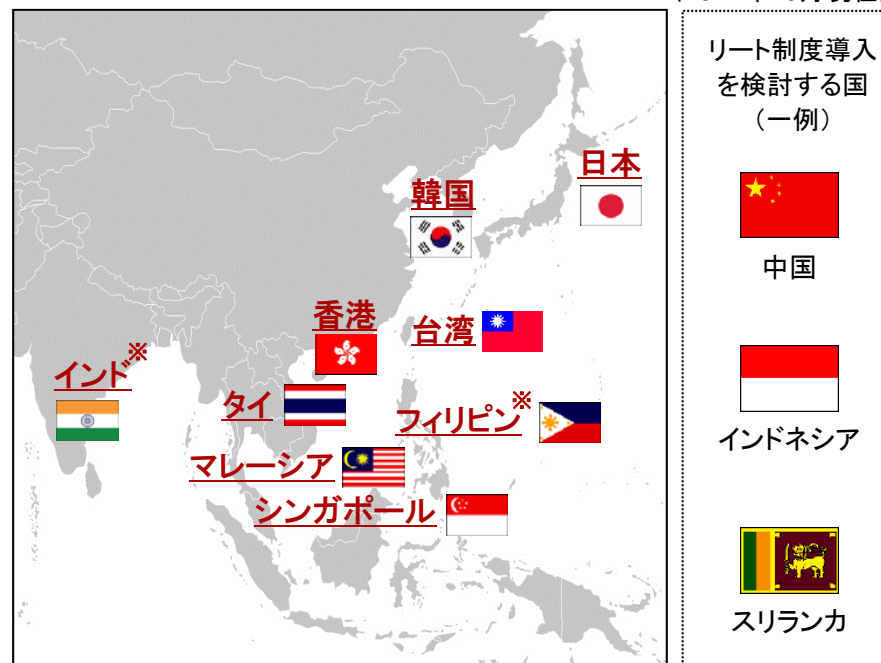 リート制度導入
を検討する国
(一例)
日本
韓国
香港
台湾
インド※
タイ
フィリピン※
マレーシア
シンガポール
中国
インドネシア
スリランカ